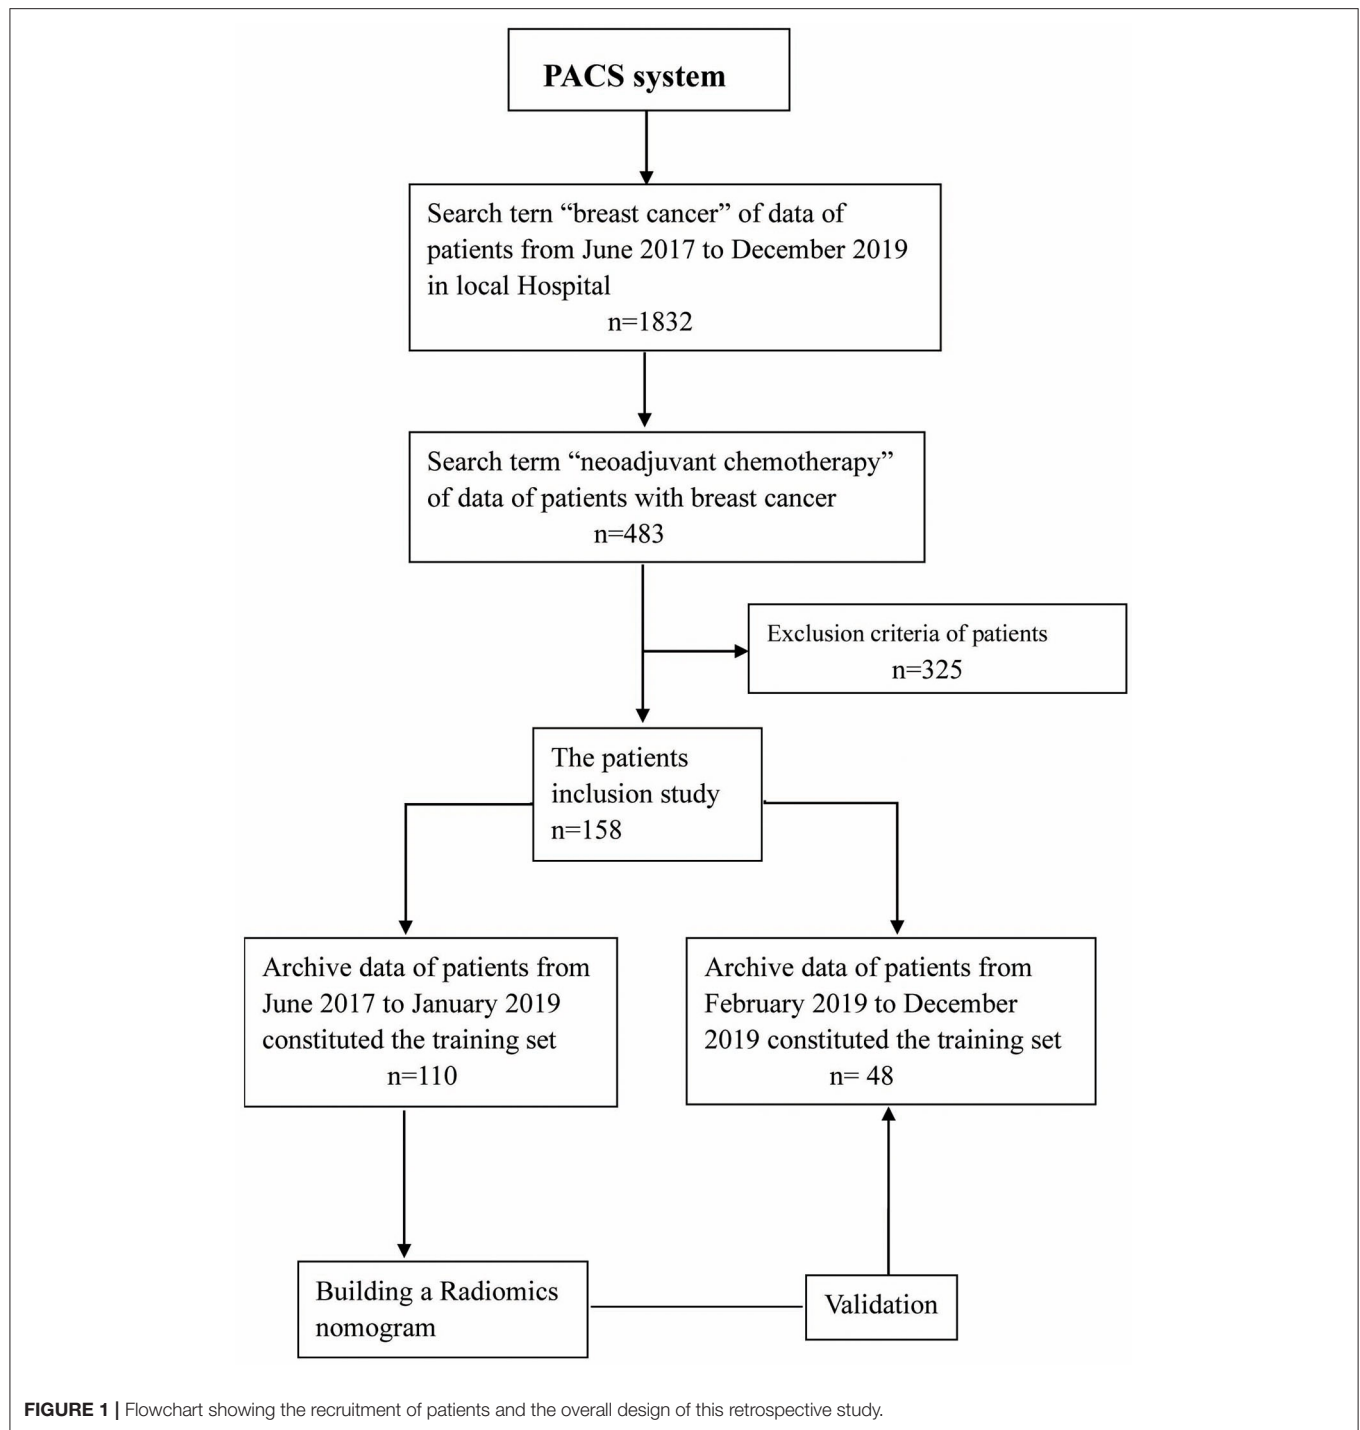 PACS system
Search tern “breast cancer” of data of
patients from June 2017 to December 2019
in local Hospital
n=1832
Search term “neoadjuvant chemotherapy”
of data of patients with breast cancer
n=483
Exclusion criteria of patients
n=325
The patients
inclusion study
n=158
Archive data of patients from
June 2017 to January 2019
constituted the training set
n=110
Archive data of patients from
February 2019 to December
2019 constituted the training set
n= 48
Building a Radiomics
nomogram
Validation
FIGURE 1 | Flowchart showing the recruitment of patients and the overall design of this retrospective study.